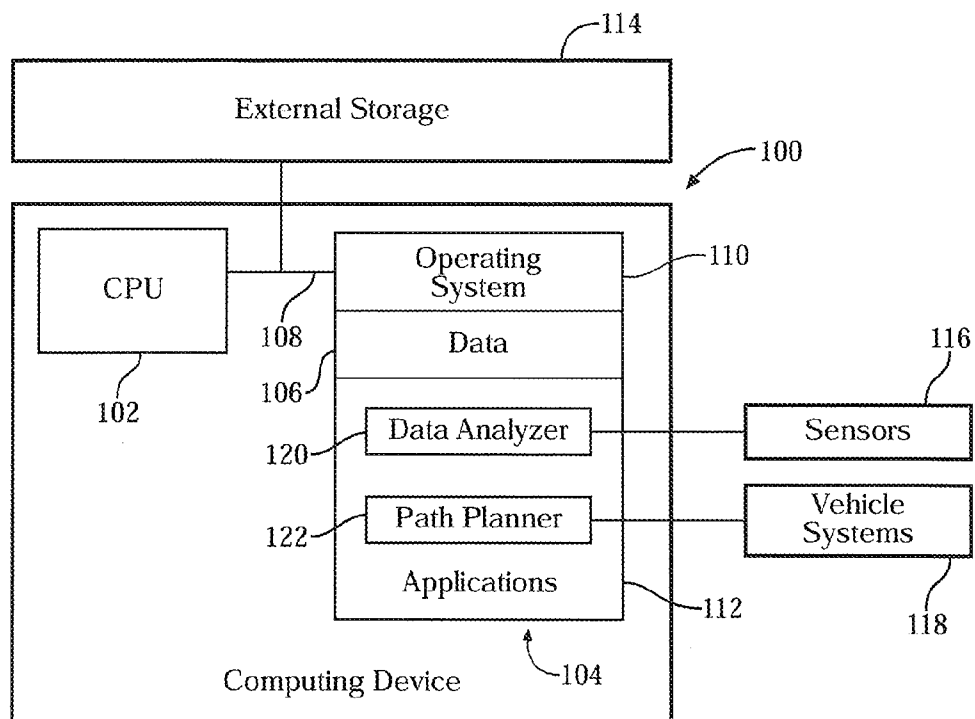 114
External Storage
100
CPU
Operating
System
110
108
Data
106
102
116
Data Analyzer
Sensors
120
Path Planner
Vehicle
Systems
122
Applications
112
118
104
Computing Device